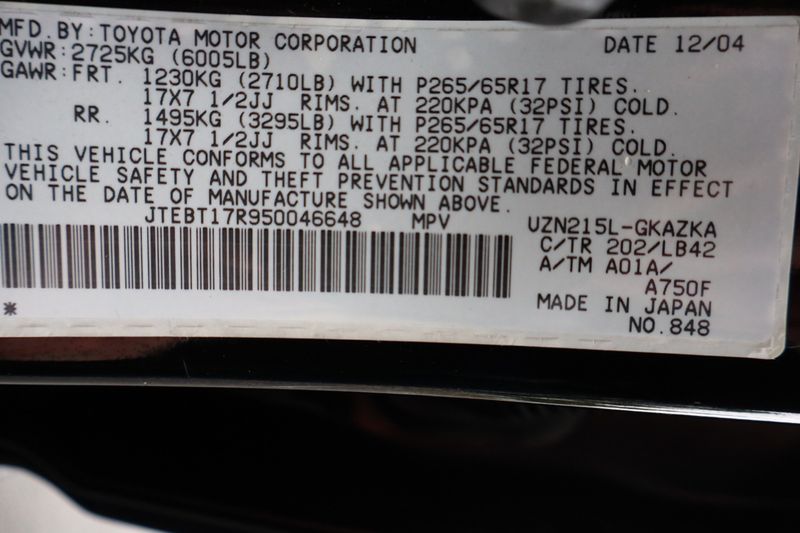 MFD. BY: TOYOTA MOTOR CORPORATION DATE 12/04
GVWR: 2725KG (6005LB)
GAWR: FRT. 1230KG (2710LB) WITH P265/65R17 TIRES.
17X7 1/2JJ RIMS. AT 220KPA (32PSI) COLD.
RR. 1495KG (3295LB) WITH P265/65R17 TIRES.
17X7 1/2JJ RIMS. AT 220KPA (32PSI) COLD.
THIS VEHICLE CONFORMS TO ALL APPLICABLE FEDERAL MOTOR
VEHICLE SAFETY AND THEFT PREVENTION STANDARDS IN EFFECT
ON THE DATE OF MANUFACTURE SHOWN ABOVE.
JTEBT17R950046648 MPV UZN215L-GKAZKA
C/TR 202/LB42
A/TM A01A/
A750F
MADE IN JAPAN
NO.848